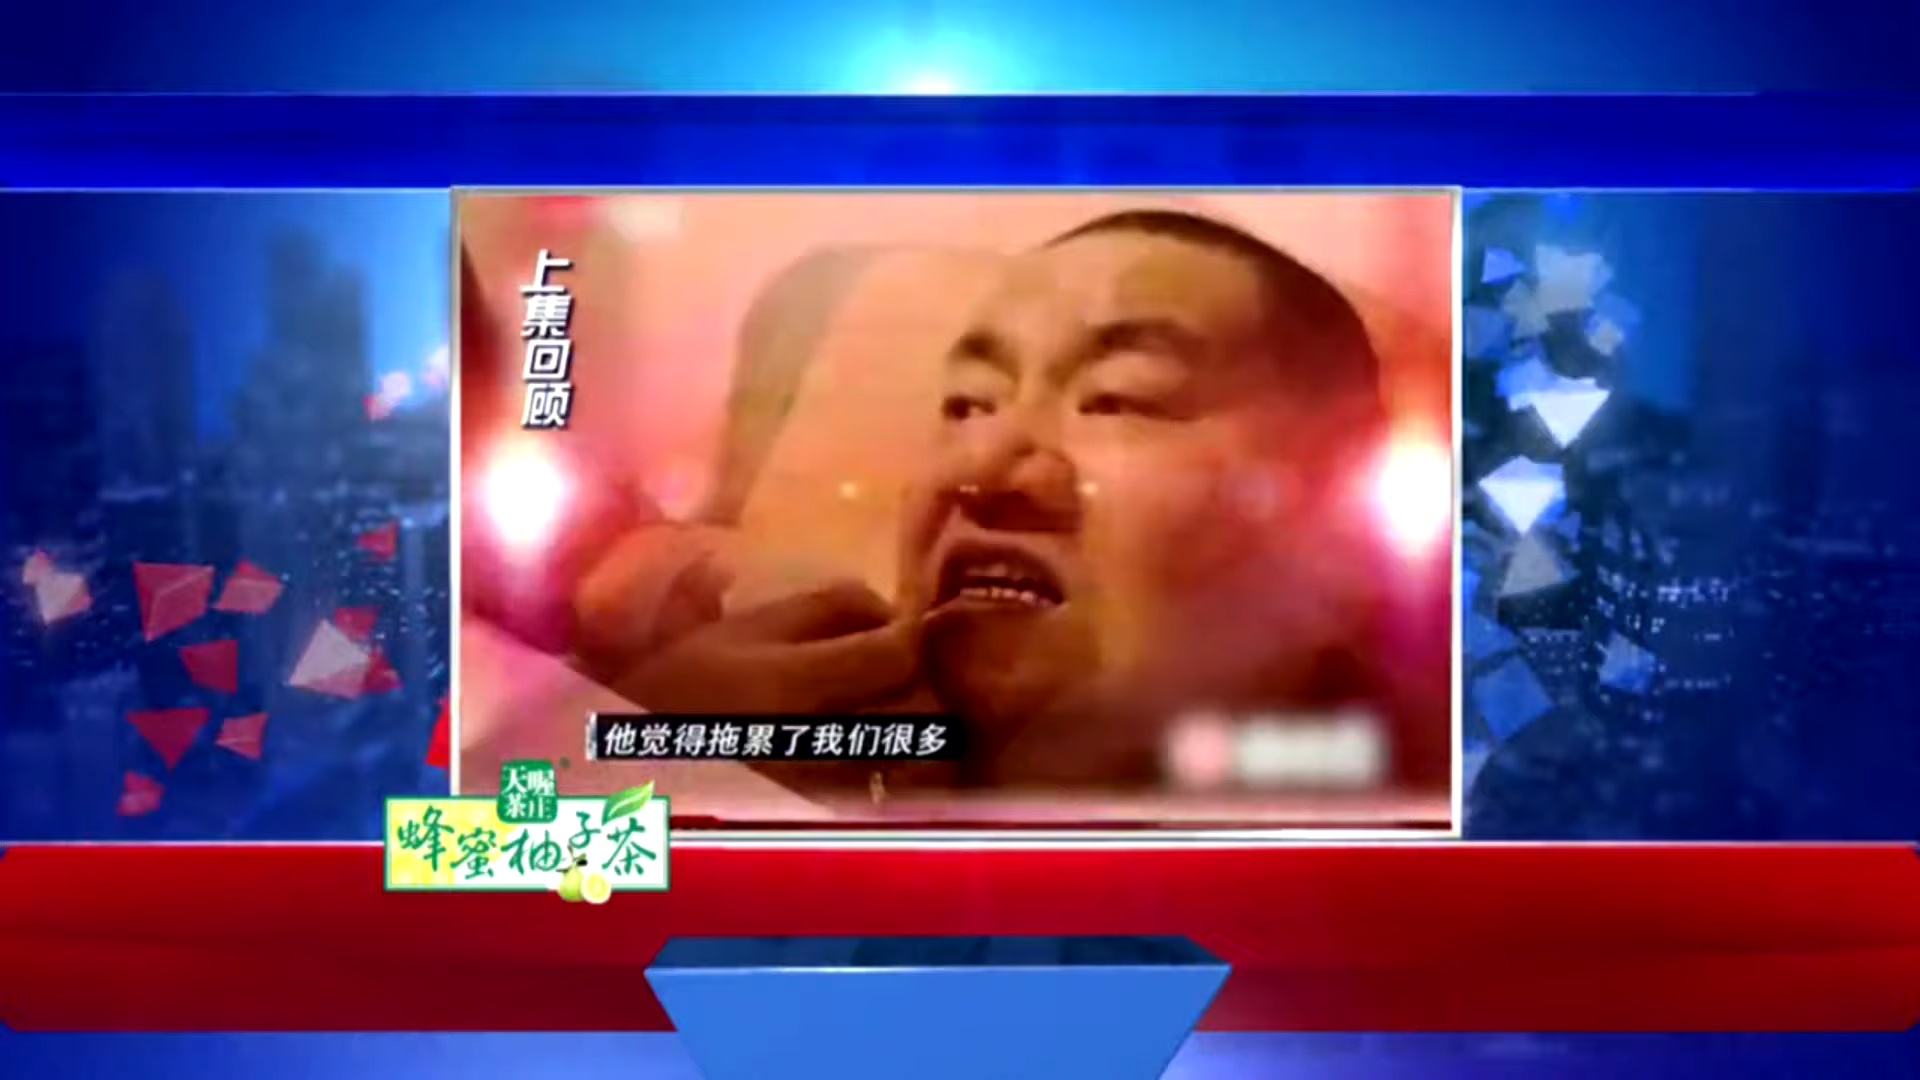 上集回顾
他觉得拖累了我们很多
天喔茶庄
蜂蜜柚子茶